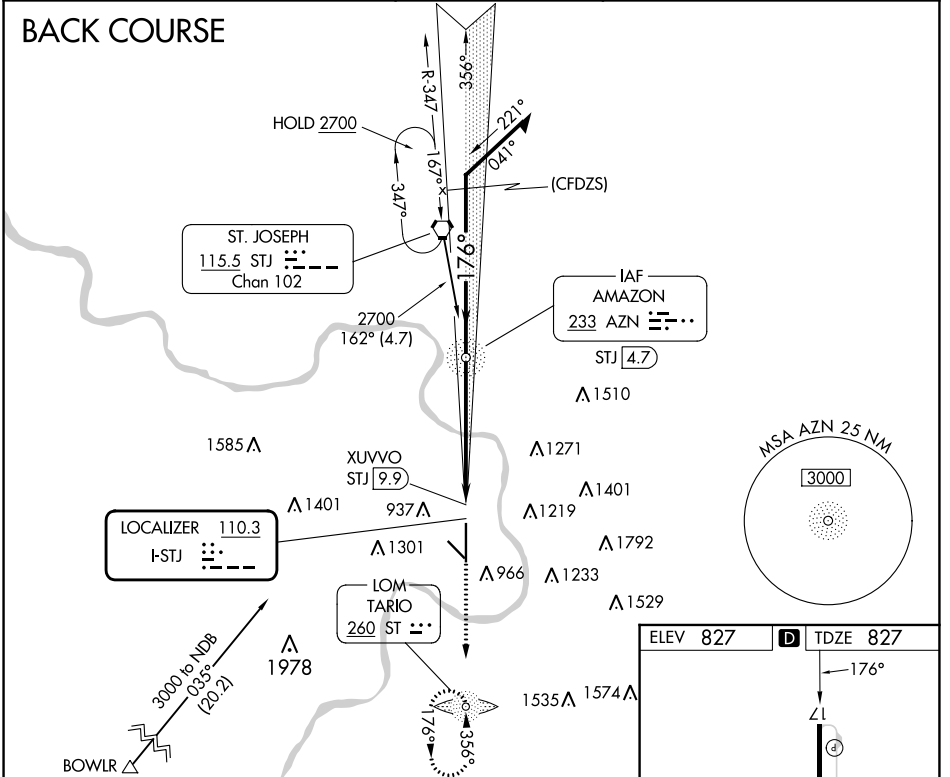 BACK COURSE
R-347
356°
HOLD 2700
221°
041°
167°
347°
(CFDZS)
ST. JOSEPH
115.5 STJ
Chan 102
176°
IAF
AMAZON
233 AZN
2700
162° (4.7)
STJ 4.7
1510
MSA AZN 25 NM
3000
1585
1271
XUVVO
STJ 9.9
1401
1401
937
1219
LOCALIZER 110.3
I-STJ
1301
1792
966
1233
LOM
TARIO
260 ST
1529
1978
3000 to NDB
035°
(20.2)
BOWLR
1535
1574
176°
356°
ELEV 827
D
TDZE 827
176°
17
P